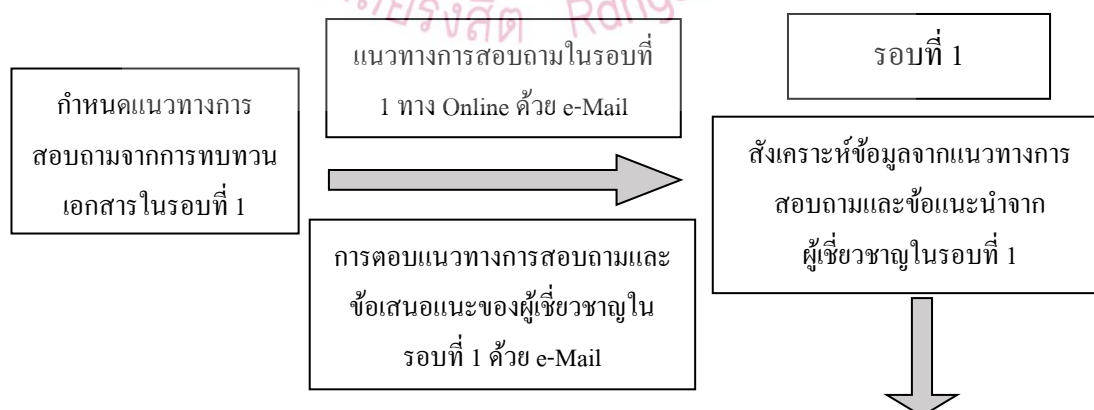 กำหนดแนวทางการ
สอบถามจากการทบทวน
เอกสารในรอบที่ 1
แนวทางการสอบถามในรอบที่
1 ทาง Online ด้วย e-Mail
การตอบแนวทางการสอบถามและ
ข้อเสนอแนะของผู้เชี่ยวชาญใน
รอบที่ 1 ด้วย e-Mail
รอบที่ 1
สังเคราะห์ข้อมูลจากแนวทางการ
สอบถามและข้อแนะนำจาก
ผู้เชี่ยวชาญในรอบที่ 1